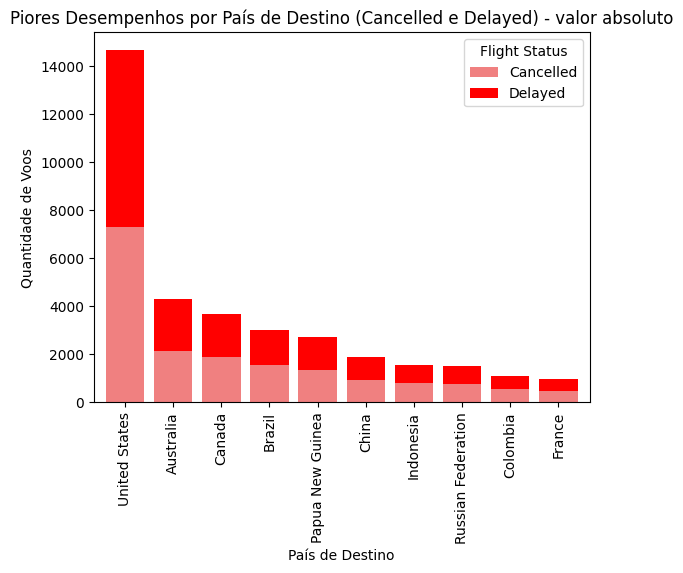 Piores Desempenhos por País de Destino (Cancelled e Delayed) - valor absoluto
Flight Status
Cancelled
Delayed
Quantidade de Voos
14000
12000
10000
8000
6000
4000
2000
0
United States
Australia
Canada
Brazil
Papua New Guinea
China
Indonesia
Russian Federation
Colombia
France
País de Destino